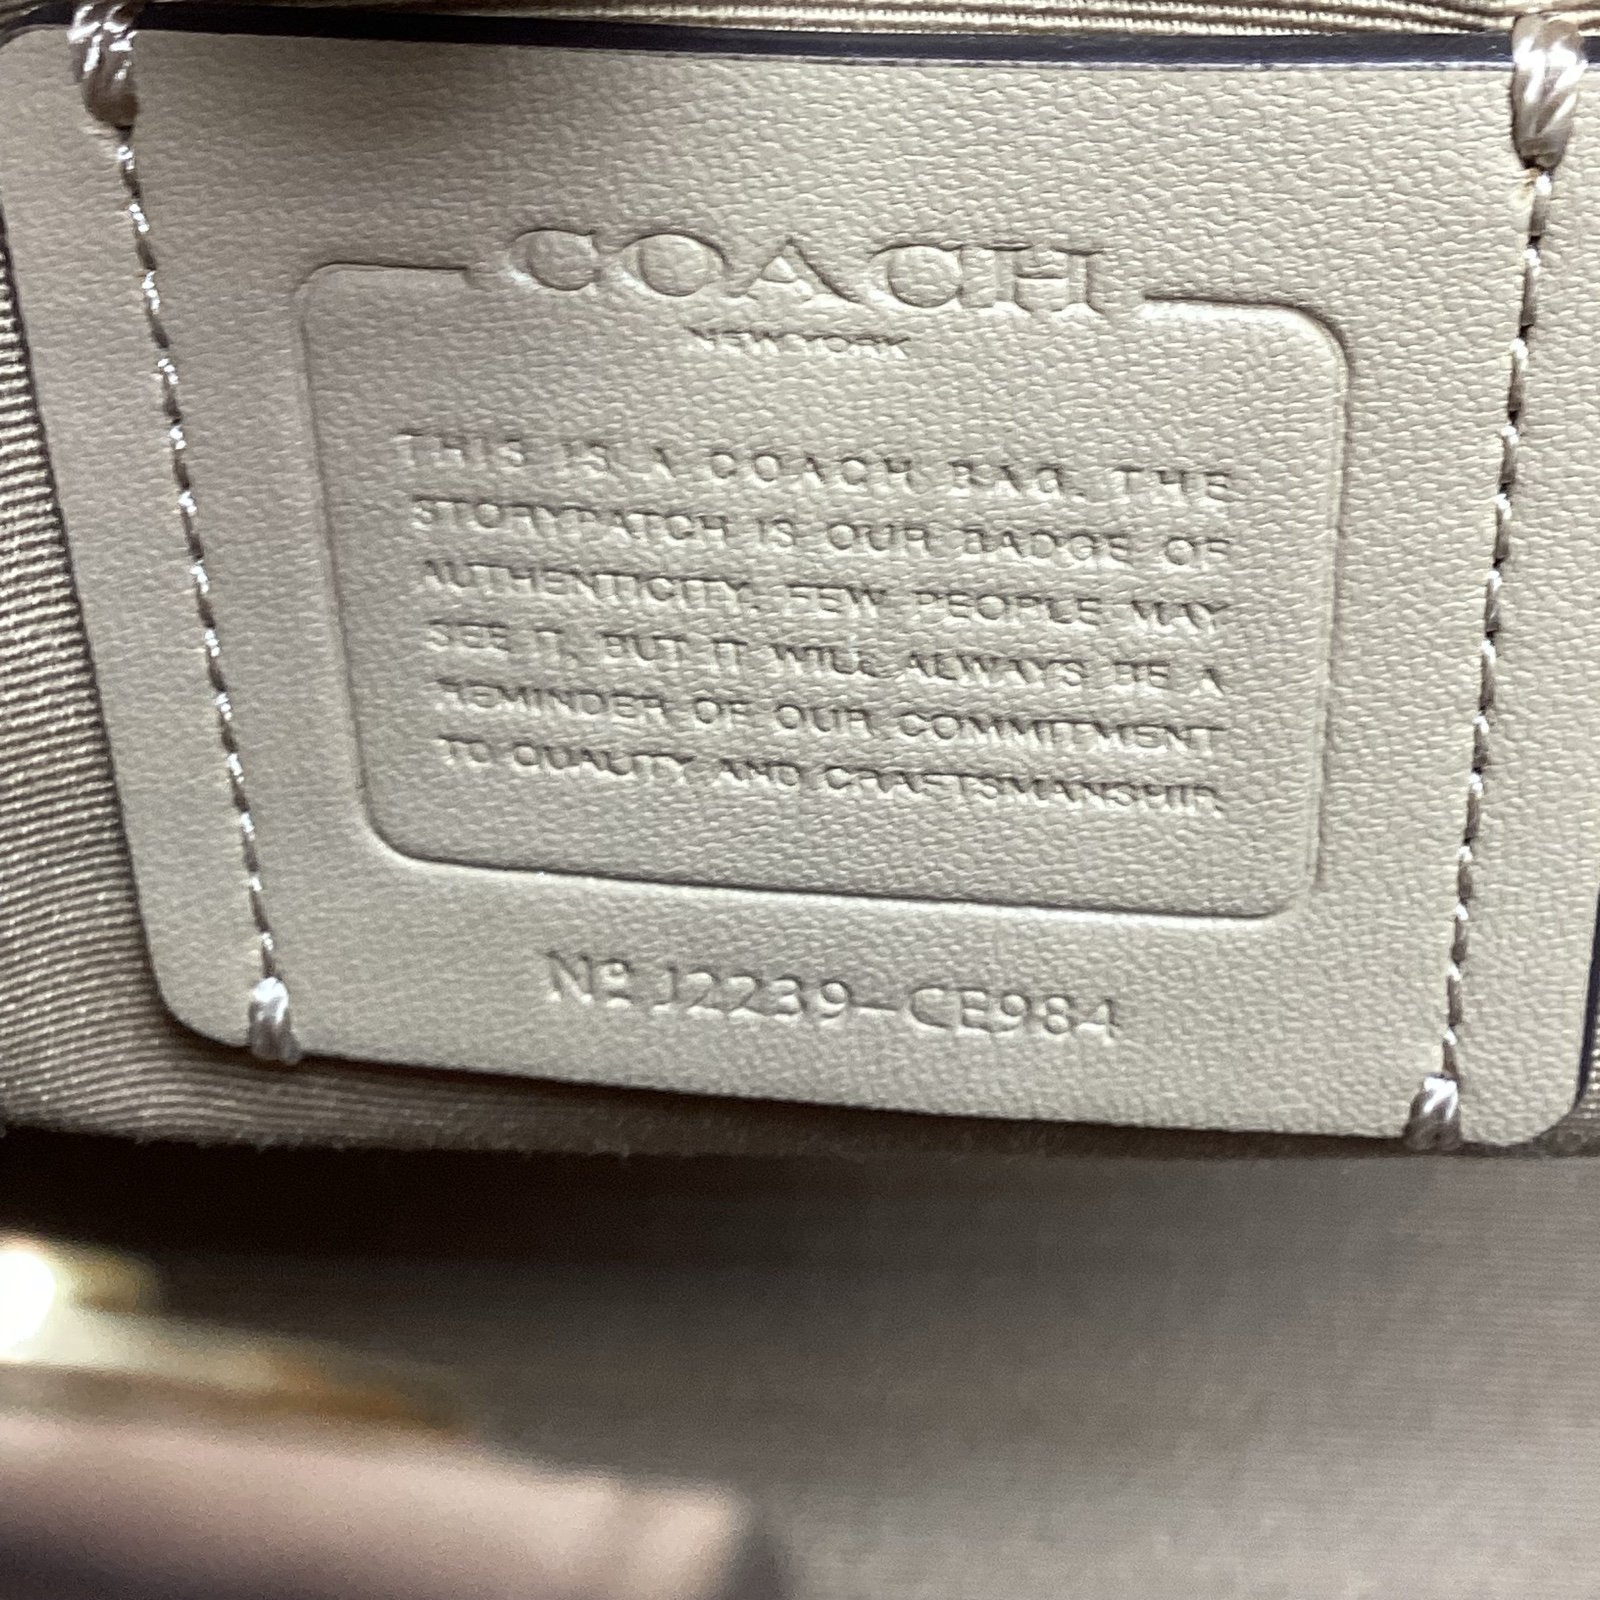 COACH
NEW YORK
THIS IS A COACH BAG. THE
STORYPATCH IS OUR BADGE OF
AUTHENTICITY. FEW PEOPLE MAY
SEE IT, BUT IT WILL ALWAYS BE A
REMINDER OF OUR COMMITMENT
TO QUALITY AND CRAFTSMANSHIP.
№ J2239-CE984